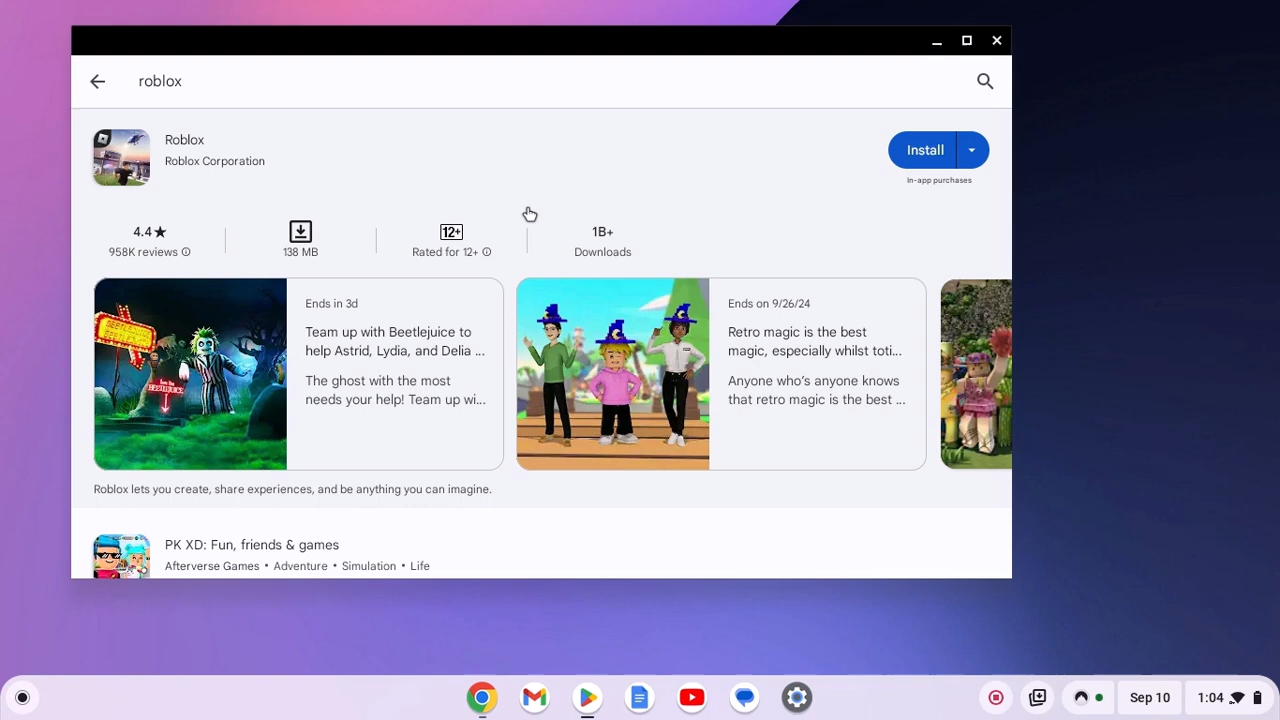 roblox
Roblox
Roblox Corporation
Install
In-app purchases
4.4★
958K reviews
138 MB
12+
Rated for 12+
1B+
Downloads
Ends in 3d
Team up with Beetlejuice to
help Astrid, Lydia, and Delia ...
The ghost with the most
needs your help! Team up wi...
Ends on 9/26/24
Retro magic is the best
magic, especially whilst toti...
Anyone who's anyone knows
that retro magic is the best ...
Roblox lets you create, share experiences, and be anything you can imagine.
PK XD: Fun, friends & games
Afterverse Games • Adventure • Simulation • Life
Sep 10
1:04